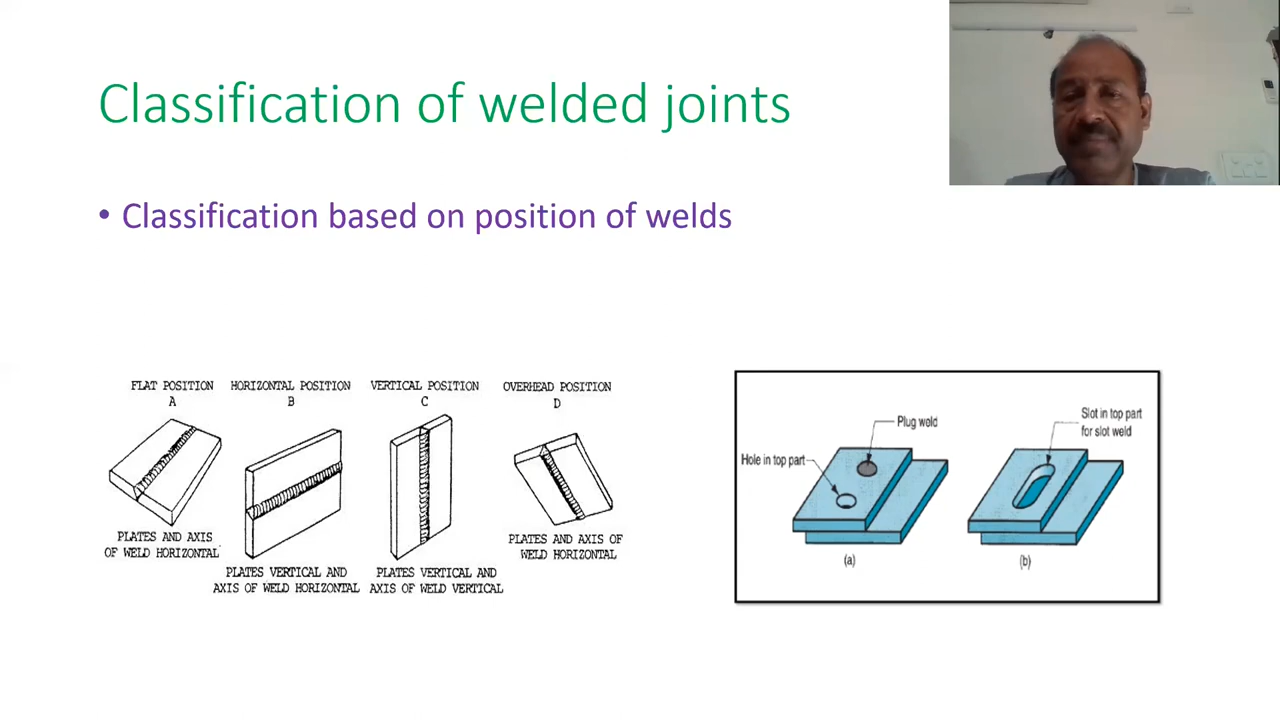 Classification of welded joints
• Classification based on position of welds
FLAT POSITION
A
HORIZONTAL POSITION
B
VERTICAL POSITION
C
OVERHEAD POSITION
D
PLATES AND AXIS
OF WELD HORIZONTAL
PLATES VERTICAL AND
AXIS OF WELD HORIZONTAL
PLATES VERTICAL AND
AXIS OF WELD VERTICAL
PLATES AND AXIS OF
WELD HORIZONTAL
Plug weld
Hole in top part
(a)
Slot in top part
for slot weld
(b)